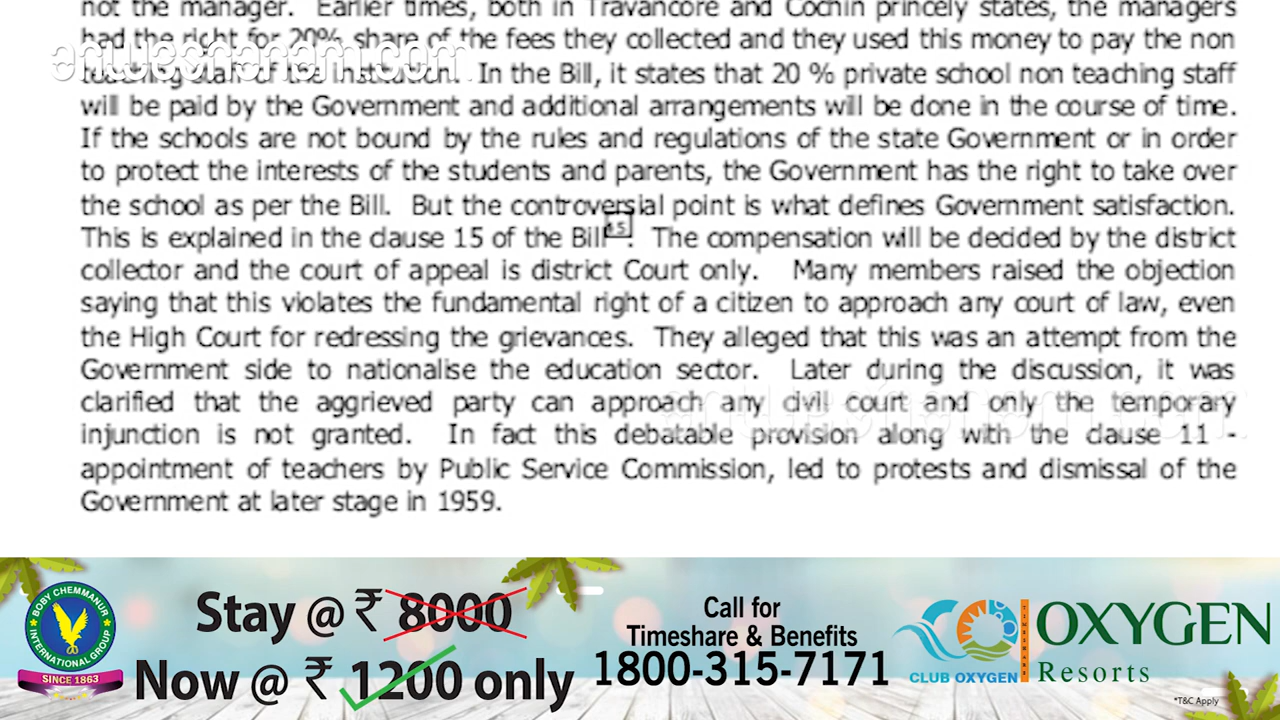 not the manager. Earlier times, both in Travancore and Cochin princely states, the managers
had the right for 20% share of the fees they collected and they used this money to pay the non
teaching staff of the institution. In the Bill, it states that 20 % private school non teaching staff
will be paid by the Government and additional arrangements will be done in the course of time.
If the schools are not bound by the rules and regulations of the state Government or in order
to protect the interests of the students and parents, the Government has the right to take over
the school as per the Bill. But the controversial point is what defines Government satisfaction.
This is explained in the clause 15 of the Bill[15]. The compensation will be decided by the district
collector and the court of appeal is district Court only. Many members raised the objection
saying that this violates the fundamental right of a citizen to approach any court of law, even
the High Court for redressing the grievances. They alleged that this was an attempt from the
Government side to nationalise the education sector. Later during the discussion, it was
clarified that the aggrieved party can approach any civil court and only the temporary
injunction is not granted. In fact this debatable provision along with the clause 11 -
appointment of teachers by Public Service Commission, led to protests and dismissal of the
Government at later stage in 1959.
BOBY CHEMMANUR
INTERNATIONAL GROUP
SINCE 1863
Stay @ ₹ 8000
Now @ ₹ 1200 only
Call for
Timeshare & Benefits
1800-315-7171
CLUB OXYGEN
TIMESHARE
OXYGEN
Resorts
*T&C Apply